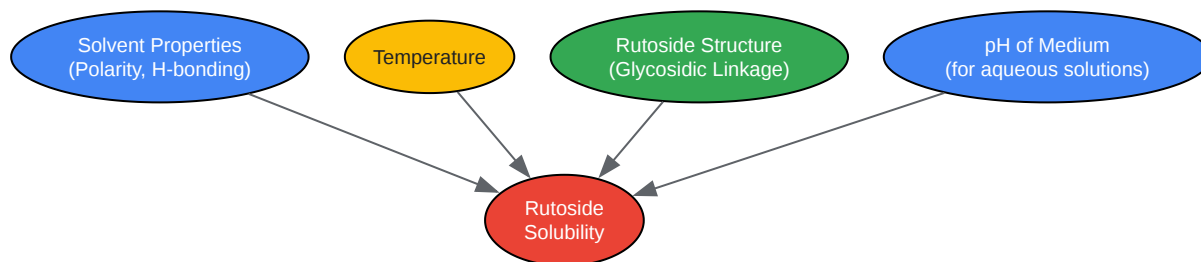 Solvent Properties
(Polarity, H-bonding)
Temperature
Rutoside Structure
(Glycosidic Linkage)
pH of Medium
(for aqueous solutions)
Rutoside
Solubility